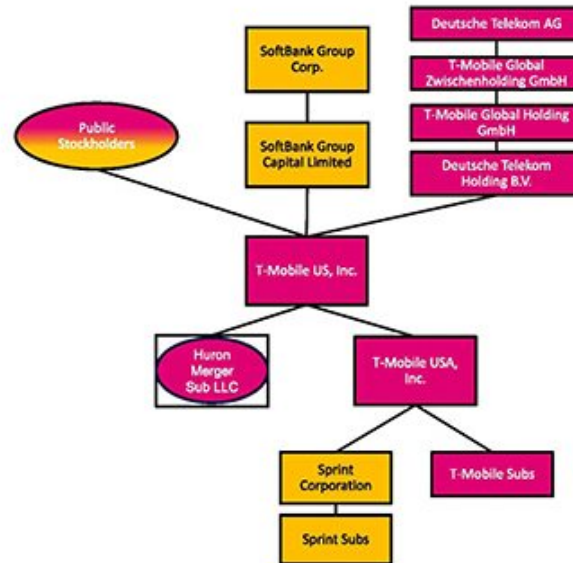 Deutsche Telekom AG
SoftBank Group
Corp.
T-Mobile Global
Zwischenholding GmbH
T-Mobile Global Holding
GmbH
Public
Stockholders
SoftBank Group
Capital Limited
Deutsche Telekom
Holding B.V.
T-Mobile US, Inc.
Huron
Merger
Sub LLC
T-Mobile USA,
Inc.
Sprint
Corporation
T-Mobile Subs
Sprint Subs